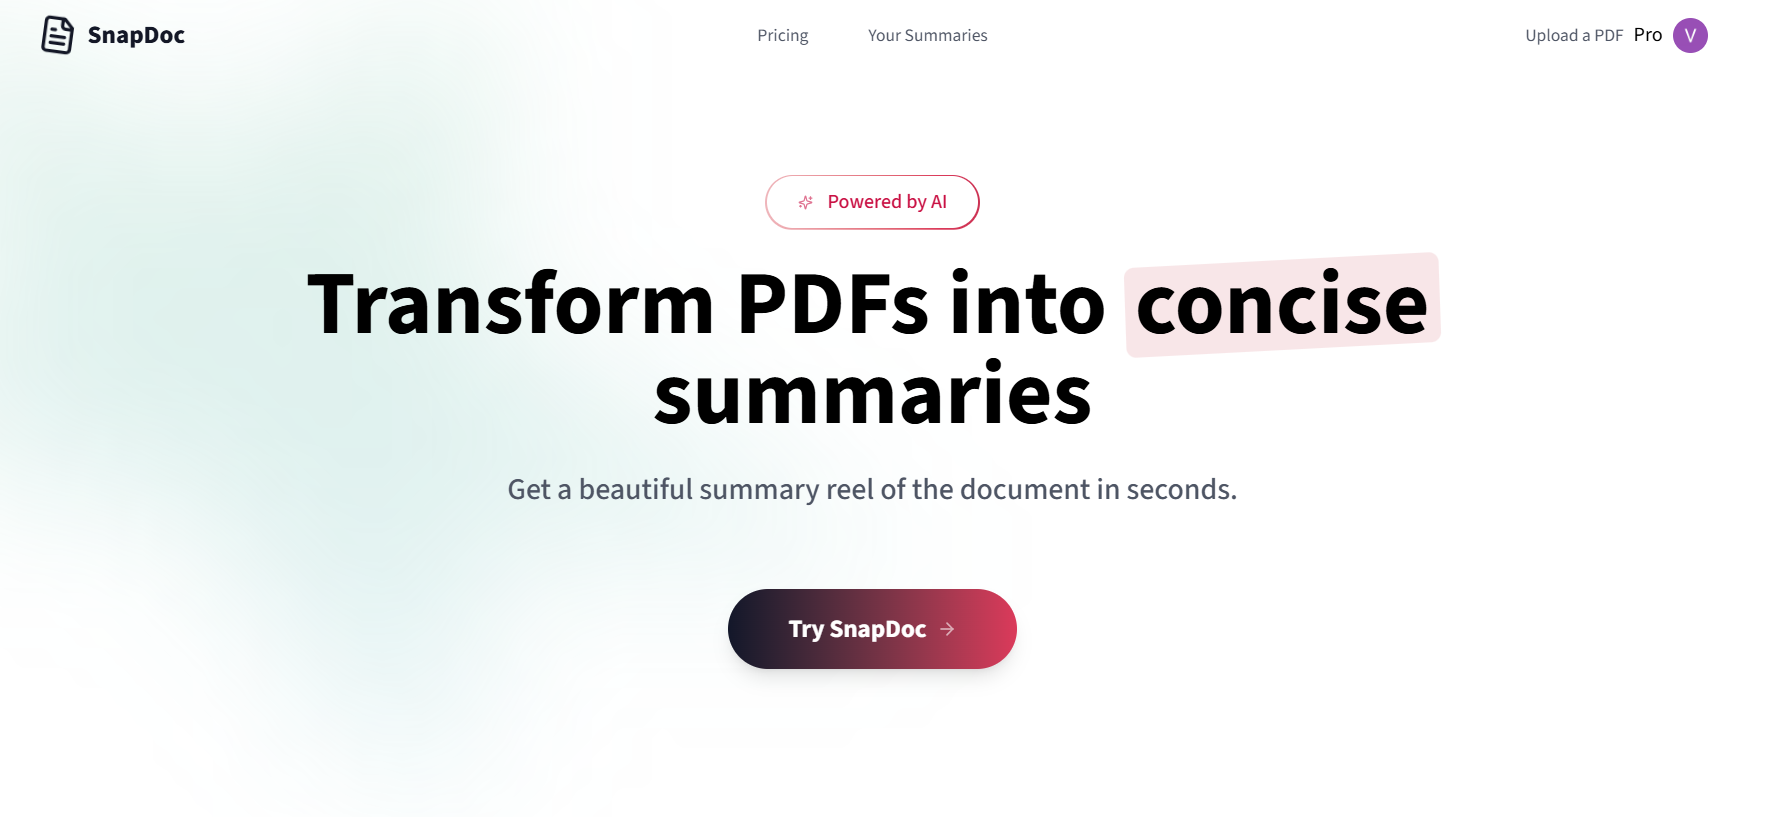 SnapDoc
Pricing
Your Summaries
Upload a PDF
Pro
V
Powered by AI
Transform PDFs into concise
summaries
Get a beautiful summary reel of the document in seconds.
Try SnapDoc →